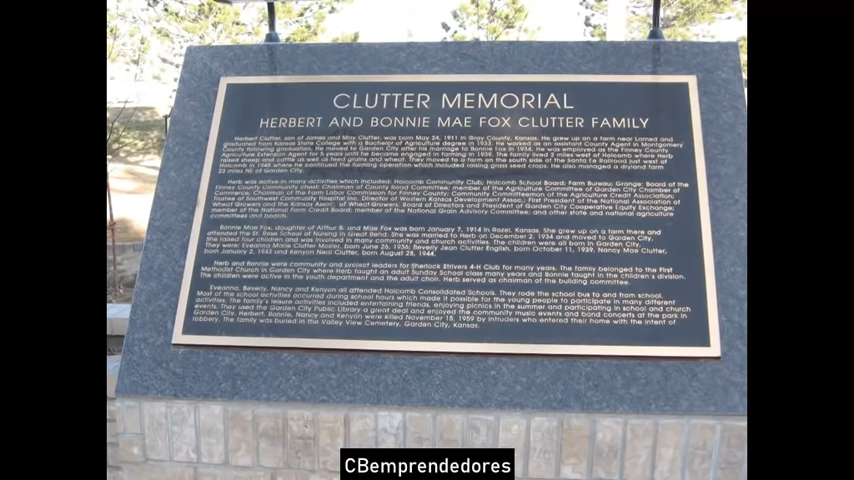 CLUTTER MEMORIAL
HERBERT AND BONNIE MAE FOX CLUTTER FAMILY
Herbert Clutter, son of James and May Clutter, was born May 24, 1911 in Gray County, Kansas. He grew up on a farm near Larned and
graduated from Kansas State College with a Bachelor of Agriculture degree in 1933. He worked as an assistant County Agent in Montgomery
County following graduation. He moved to Garden City after his marriage to Bonnie Fox in 1934. He was employed as the Finney County
Agriculture Extension Agent for 5 years until he became engaged in farming in 1939. The family lived 2 miles west of Holcomb where Herb
raised sheep and cattle as well as feed grains and wheat. They moved to a farm on the south side of the Santa Fe Railroad just west of
Holcomb in 1948 where he continued the farming operation which included raising grass seed crops. He also managed a dryland farm
23 miles NE of Garden City.
Herb was active in many activities which included: Holcomb Community Club; Holcomb School Board; Farm Bureau; Grange; Board of the
Finney County Community chest; Chairman of County Road Committee; member of the Agriculture Committee of Garden City Chamber of
Commerce; Chairman of the Farm Labor Commission for Finney County; Community Committeeman of the Agriculture Credit Association;
Trustee of Southwest Community Hospital Inc. Director of Western Kansas Development Assoc.; First President of the National Association of
Wheat Growers and the Kansas Assoc. of Wheat Growers, Board of Directors and President of Garden City Cooperative Equity Exchange;
member of the National Farm Credit Board; member of the National Grain Advisory Committee; and other state and national agriculture
committees and boards.
Bonnie Mae Fox, daughter of Arthur B. and Mae Fox was born January 7, 1914 in Rozel, Kansas. She grew up on a farm there and
attended the St. Rose School of Nursing in Great Bend. She was married to Herb on December 2, 1934 and moved to Garden City.
She raised four children and was involved in many community and church activities. The children were all born in Garden City.
They were: Eveanna Marie Clutter Mosier, born June 26, 1936; Beverly Jean Clutter English, born October 11, 1939, Nancy Mae Clutter,
born January 2, 1943 and Kenyon Neal Clutter, born August 28, 1944.
Herb and Bonnie were community and project leaders for Sherlock Strivers 4-H Club for many years. The family belonged to the First
Methodist Church in Garden City where Herb taught an adult Sunday School class many years and Bonnie taught in the children's division.
The children were active in the youth department and the adult choir. Herb served as chairman of the building committee.
Eveanna, Beverly, Nancy and Kenyon all attended Holcomb Consolidated Schools. They rode the school bus to and from school.
Most of the school activities occurred during school hours which made it possible for the young people to participate in many different
activities. The family's leisure activities included entertaining friends, enjoying picnics in the summer and participating in school and church
events. They used the Garden City Public Library a great deal and enjoyed the community music events and band concerts at the park in
Garden City. Herbert, Bonnie, Nancy and Kenyon were killed November 15, 1959 by intruders who entered their home with the intent of
robbery. The family was buried in the Valley View Cemetery, Garden City, Kansas.
CBemprendedores